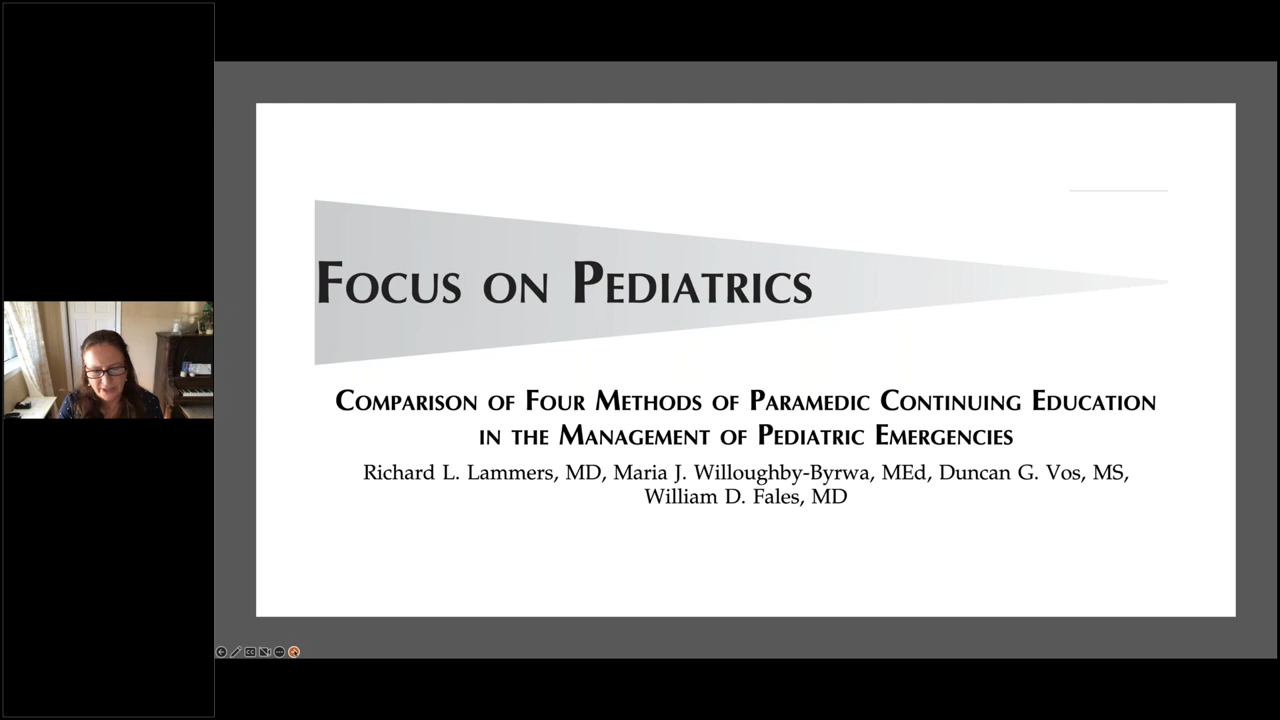 FOCUS ON PEDIATRICS
COMPARISON OF FOUR METHODS OF PARAMEDIC CONTINUING EDUCATION
IN THE MANAGEMENT OF PEDIATRIC EMERGENCIES
Richard L. Lammers, MD, Maria J. Willoughby-Byrwa, MEd, Duncan G. Vos, MS,
William D. Fales, MD